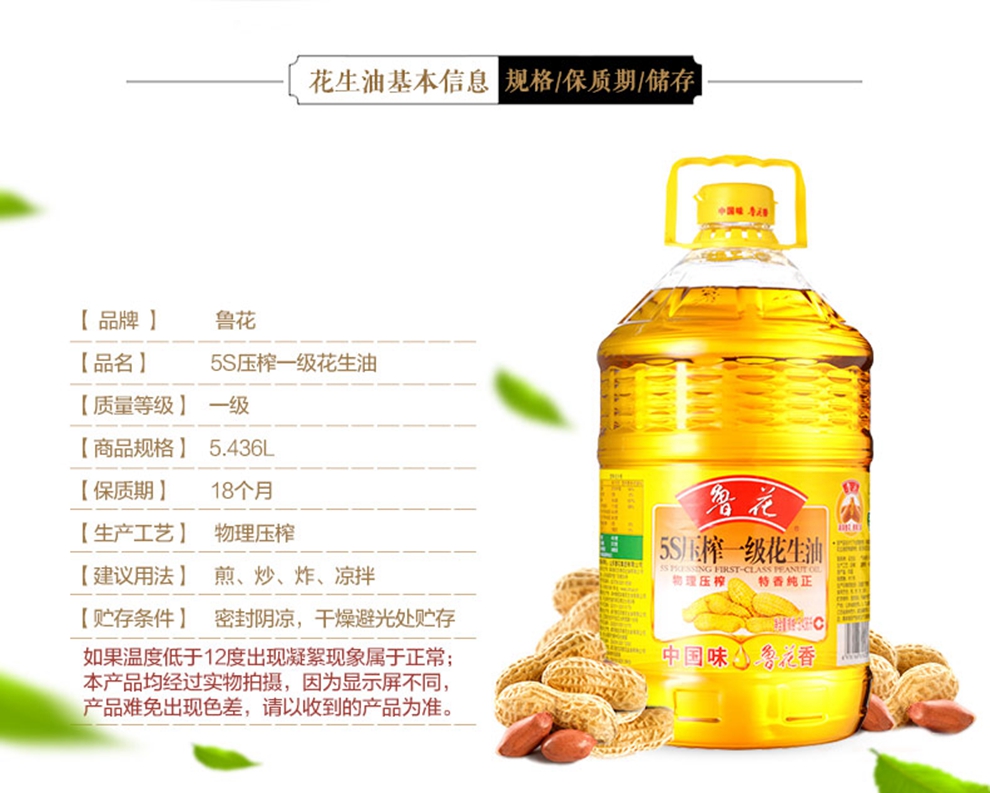 花生油基本信息 规格/保质期/储存
【 品牌 】 鲁花
【 品名 】 5S压榨一级花生油
【 质量等级 】 一级
【 商品规格 】 5.436L
【 保质期 】 18个月
【 生产工艺 】 物理压榨
【 建议用法 】 煎、炒、炸、凉拌
【 贮存条件 】 密封阴凉，干燥避光处贮存
如果温度低于12度出现凝絮现象属于正常；
本产品均经过实物拍摄，因为显示屏不同，
产品难免出现色差，请以收到的产品为准。
中国味 鲁花香
鲁花
5S压榨一级花生油
5S PRESSING FIRST-CLASS PEANUT OIL
物理压榨 特香纯正
中国味 鲁花香